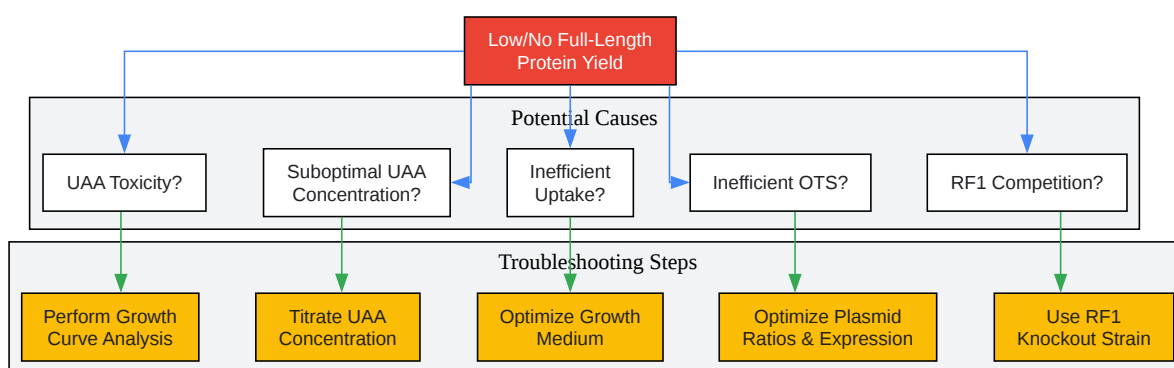 Low/No Full-Length
Protein Yield
Potential Causes
UAA Toxicity?
Suboptimal UAA
Concentration?
Inefficient
Uptake?
Inefficient OTS?
RF1 Competition?
Troubleshooting Steps
Perform Growth
Curve Analysis
Titrate UAA
Concentration
Optimize Growth
Medium
Optimize Plasmid
Ratios & Expression
Use RF1
Knockout Strain